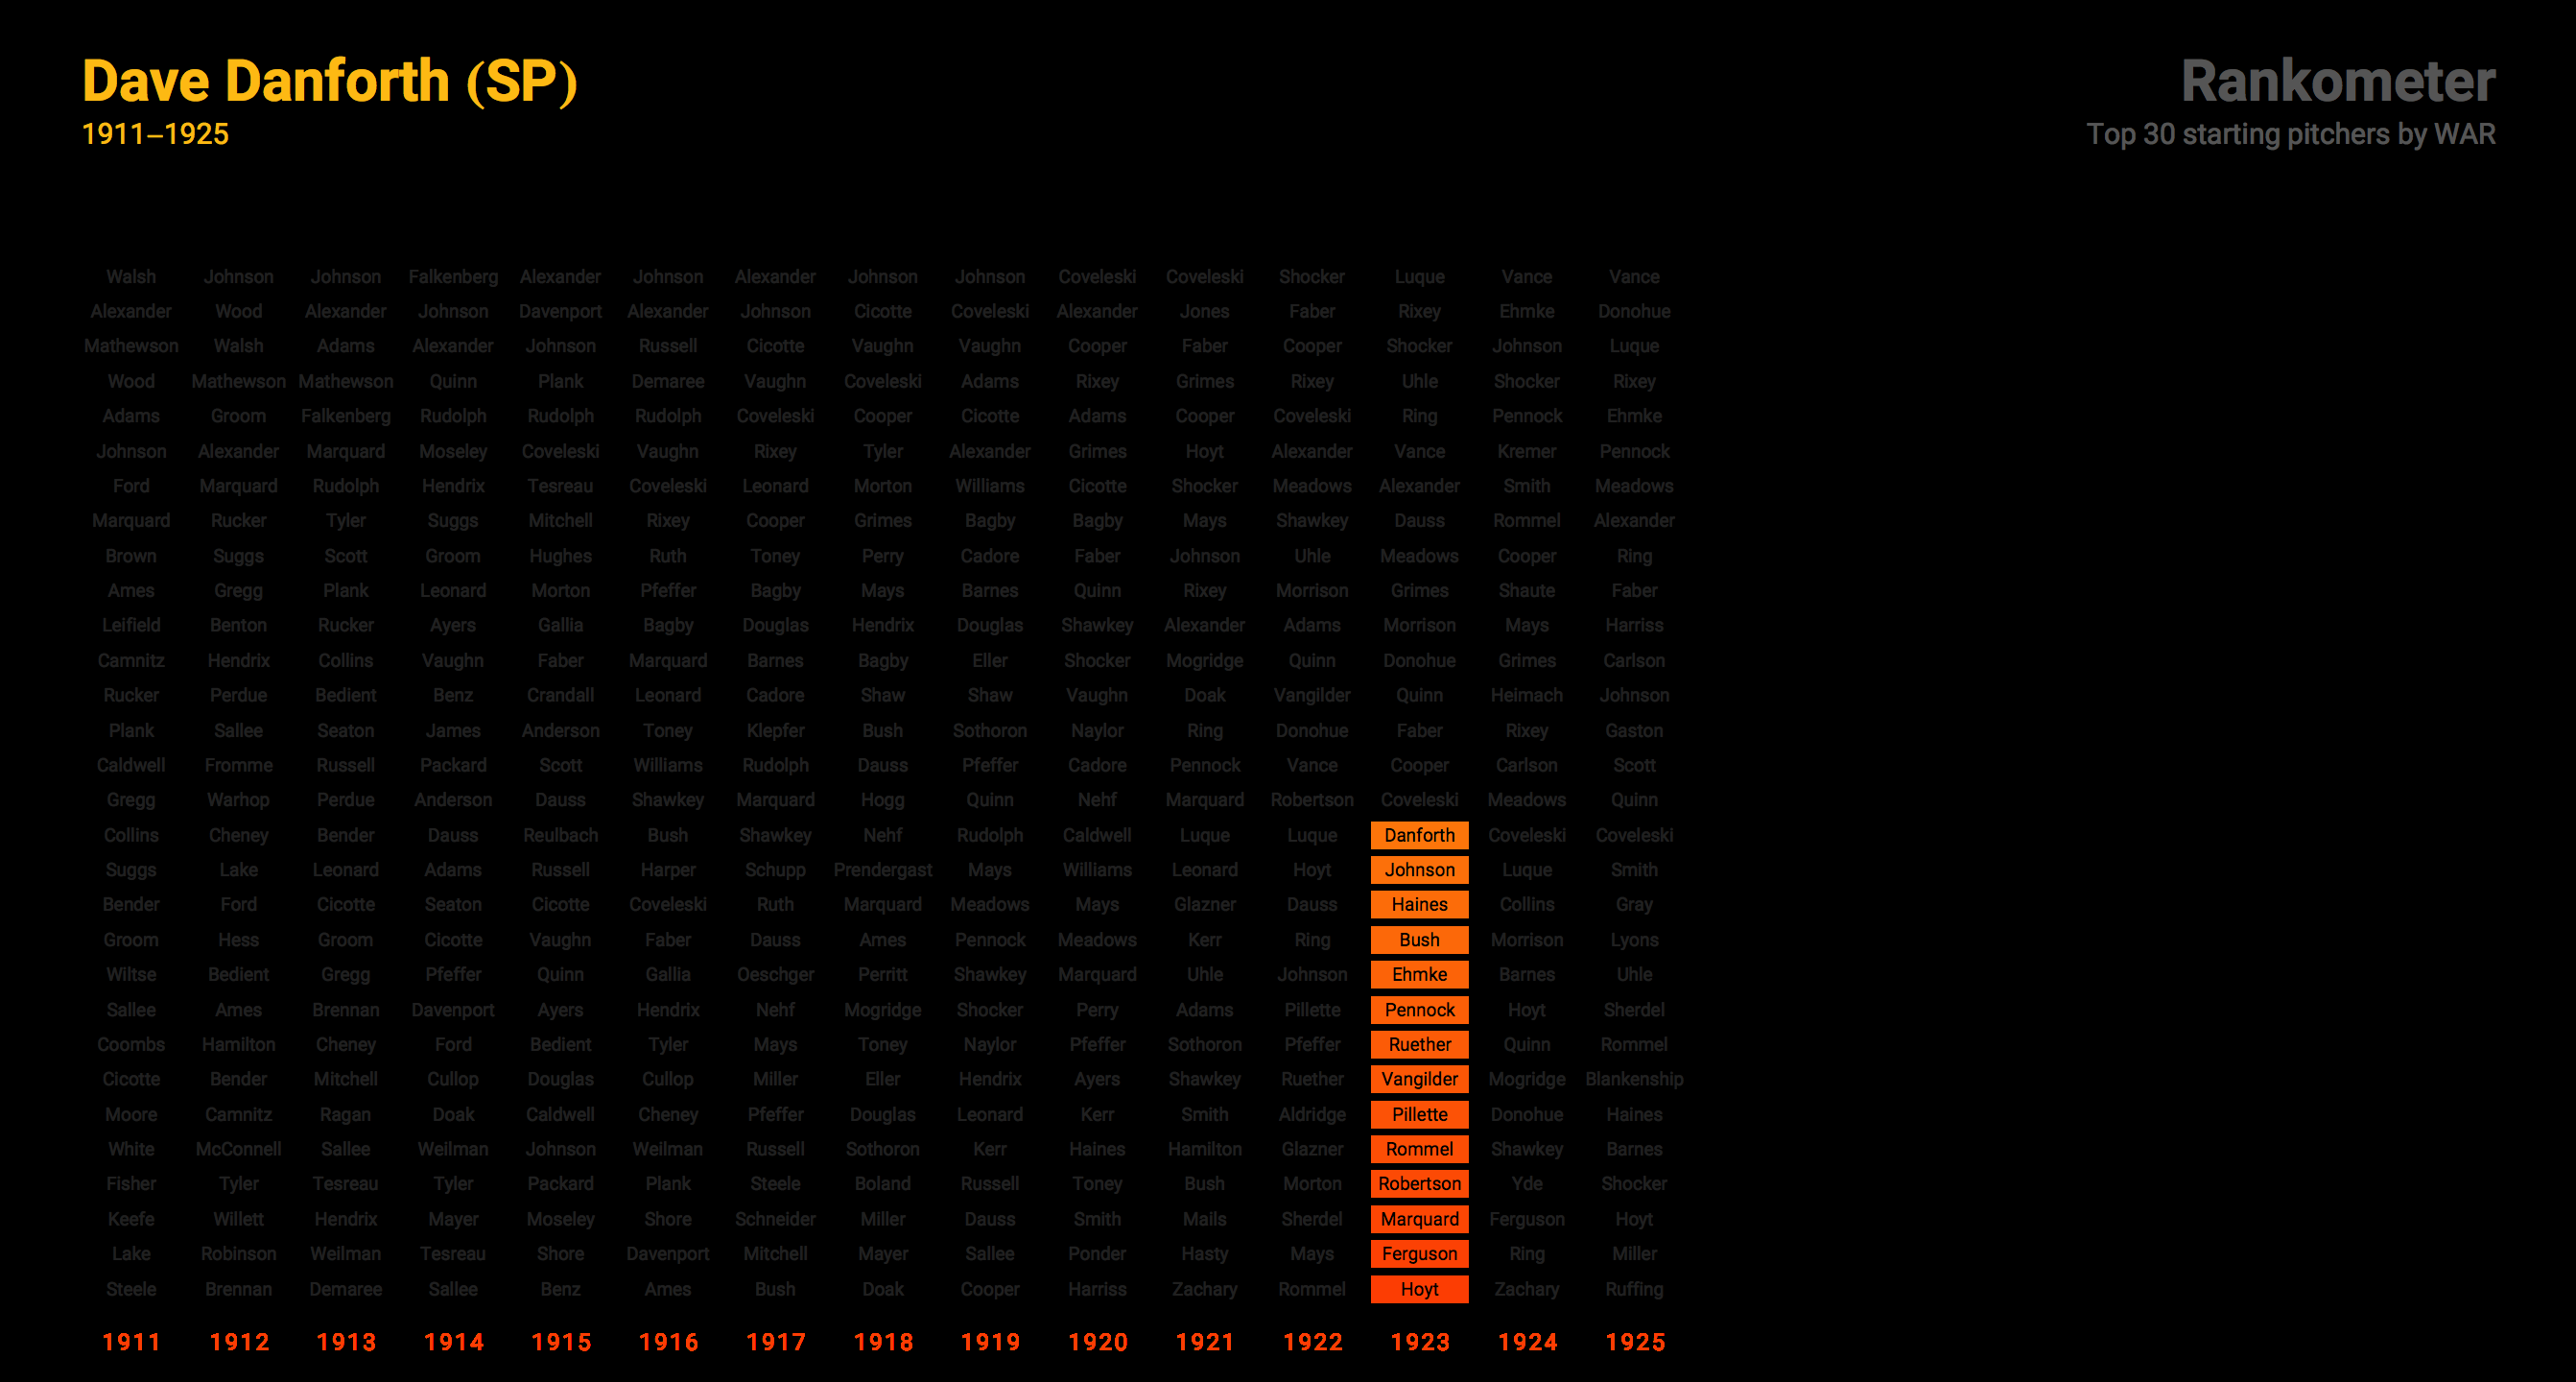 Dave Danforth (SP)
1911–1925
Rankometer
Top 30 starting pitchers by WAR
Walsh Johnson Johnson Falkenberg Alexander Johnson Alexander Johnson Johnson Coveleski Coveleski Shocker Luque Vance Vance
Alexander Wood Alexander Johnson Davenport Alexander Johnson Cicotte Coveleski Alexander Jones Faber Rixey Ehmke Donohue
Mathewson Walsh Adams Alexander Johnson Russell Cicotte Vaughn Vaughn Cooper Faber Cooper Shocker Johnson Luque
Wood Mathewson Mathewson Quinn Plank Demaree Vaughn Coveleski Adams Rixey Grimes Rixey Uhle Shocker Rixey
Adams Groom Falkenberg Rudolph Rudolph Rudolph Coveleski Cooper Cicotte Adams Cooper Coveleski Ring Pennock Ehmke
Johnson Alexander Marquard Moseley Coveleski Vaughn Rixey Tyler Alexander Grimes Hoyt Alexander Vance Kremer Pennock
Ford Marquard Rudolph Hendrix Tesreau Coveleski Leonard Morton Williams Cicotte Shocker Meadows Alexander Smith Meadows
Marquard Rucker Tyler Suggs Mitchell Rixey Cooper Grimes Bagby Bagby Mays Shawkey Dauss Rommel Alexander
Brown Suggs Scott Groom Hughes Ruth Toney Perry Cadore Faber Johnson Uhle Meadows Cooper Ring
Ames Gregg Plank Leonard Morton Pfeffer Bagby Mays Barnes Quinn Rixey Morrison Grimes Shaute Faber
Leifield Benton Rucker Ayers Gallia Bagby Douglas Hendrix Douglas Shawkey Alexander Adams Morrison Mays Harriss
Camnitz Hendrix Collins Vaughn Faber Marquard Barnes Bagby Eller Shocker Mogridge Quinn Donohue Grimes Carlson
Rucker Perdue Bedient Benz Crandall Leonard Cadore Shaw Shaw Vaughn Doak Vangilder Quinn Heimach Johnson
Plank Sallee Seaton James Anderson Toney Klepfer Bush Sothoron Naylor Ring Donohue Faber Rixey Gaston
Caldwell Fromme Russell Packard Scott Williams Rudolph Dauss Pfeffer Cadore Pennock Vance Cooper Carlson Scott
Gregg Warhop Perdue Anderson Dauss Shawkey Marquard Hogg Quinn Nehf Marquard Robertson Coveleski Meadows Quinn
Collins Cheney Bender Dauss Reulbach Bush Shawkey Nehf Rudolph Caldwell Luque Luque Danforth Coveleski Coveleski
Suggs Lake Leonard Adams Russell Harper Schupp Prendergast Mays Williams Leonard Hoyt Johnson Luque Smith
Bender Ford Cicotte Seaton Cicotte Coveleski Ruth Marquard Meadows Mays Glazner Dauss Haines Collins Gray
Groom Hess Groom Cicotte Vaughn Faber Dauss Ames Pennock Meadows Kerr Ring Bush Morrison Lyons
Wiltse Bedient Gregg Pfeffer Quinn Gallia Oeschger Perritt Shawkey Marquard Uhle Johnson Ehmke Barnes Uhle
Sallee Ames Brennan Davenport Ayers Hendrix Nehf Mogridge Shocker Perry Adams Pillette Pennock Hoyt Sherdel
Coombs Hamilton Cheney Ford Bedient Tyler Mays Toney Naylor Pfeffer Sothoron Pfeffer Ruether Quinn Rommel
Cicotte Bender Mitchell Cullop Douglas Cullop Miller Eller Hendrix Ayers Shawkey Ruether Vangilder Mogridge Blankenship
Moore Camnitz Ragan Doak Caldwell Cheney Pfeffer Douglas Leonard Kerr Smith Aldridge Pillette Donohue Haines
White McConnell Sallee Weilman Johnson Weilman Russell Sothoron Kerr Haines Hamilton Glazner Rommel Shawkey Barnes
Fisher Tyler Tesreau Tyler Packard Plank Steele Boland Russell Toney Bush Morton Robertson Yde Shocker
Keefe Willett Hendrix Mayer Moseley Shore Schneider Miller Dauss Smith Mails Sherdel Marquard Ferguson Hoyt
Lake Robinson Weilman Tesreau Shore Davenport Mitchell Mayer Sallee Ponder Hasty Mays Ferguson Ring Miller
Steele Brennan Demaree Sallee Benz Ames Bush Doak Cooper Harriss Zachary Rommel Hoyt Zachary Ruffing
1911 1912 1913 1914 1915 1916 1917 1918 1919 1920 1921 1922 1923 1924 1925